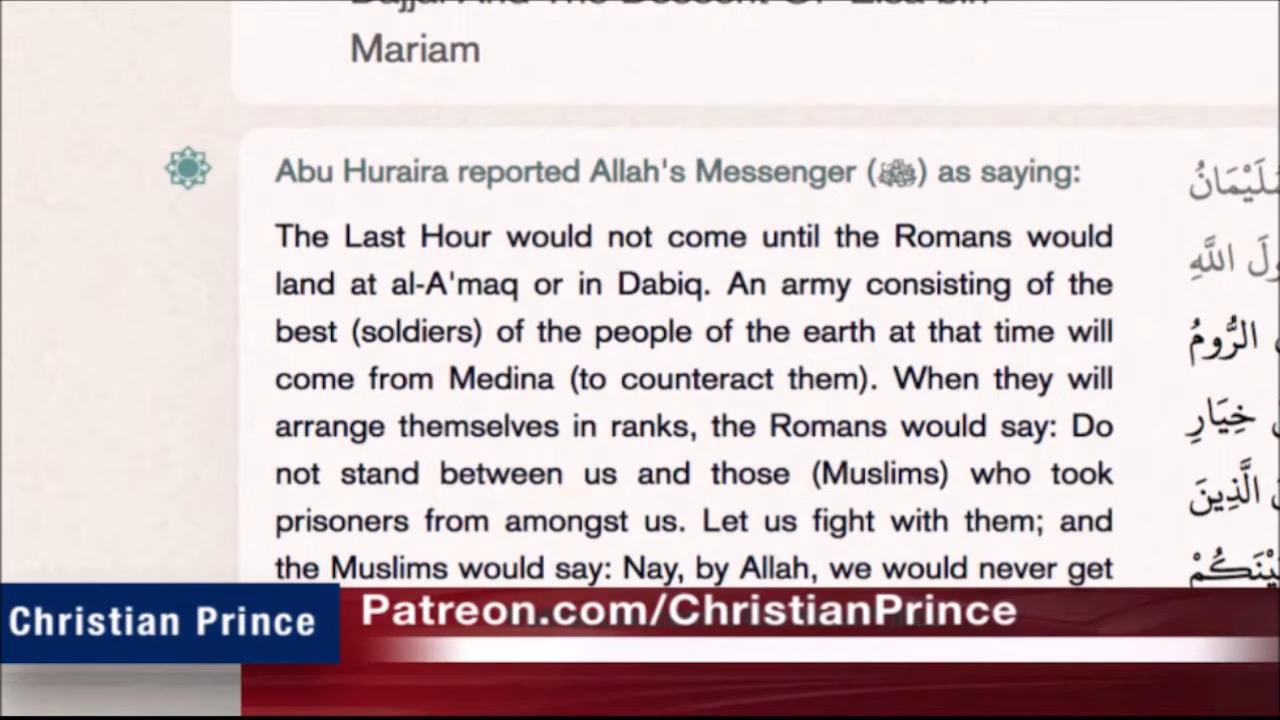 Mariam
Abu Huraira reported Allah's Messenger (ﷺ) as saying:
The Last Hour would not come until the Romans would
land at al-A'maq or in Dabiq. An army consisting of the
best (soldiers) of the people of the earth at that time will
come from Medina (to counteract them). When they will
arrange themselves in ranks, the Romans would say: Do
not stand between us and those (Muslims) who took
prisoners from amongst us. Let us fight with them; and
the Muslims would say: Nay, by Allah, we would never get
اللَّهِ
الرُّومُ
خِيَارِ
الَّذِينَ
Christian Prince
Patreon.com/ChristianPrince